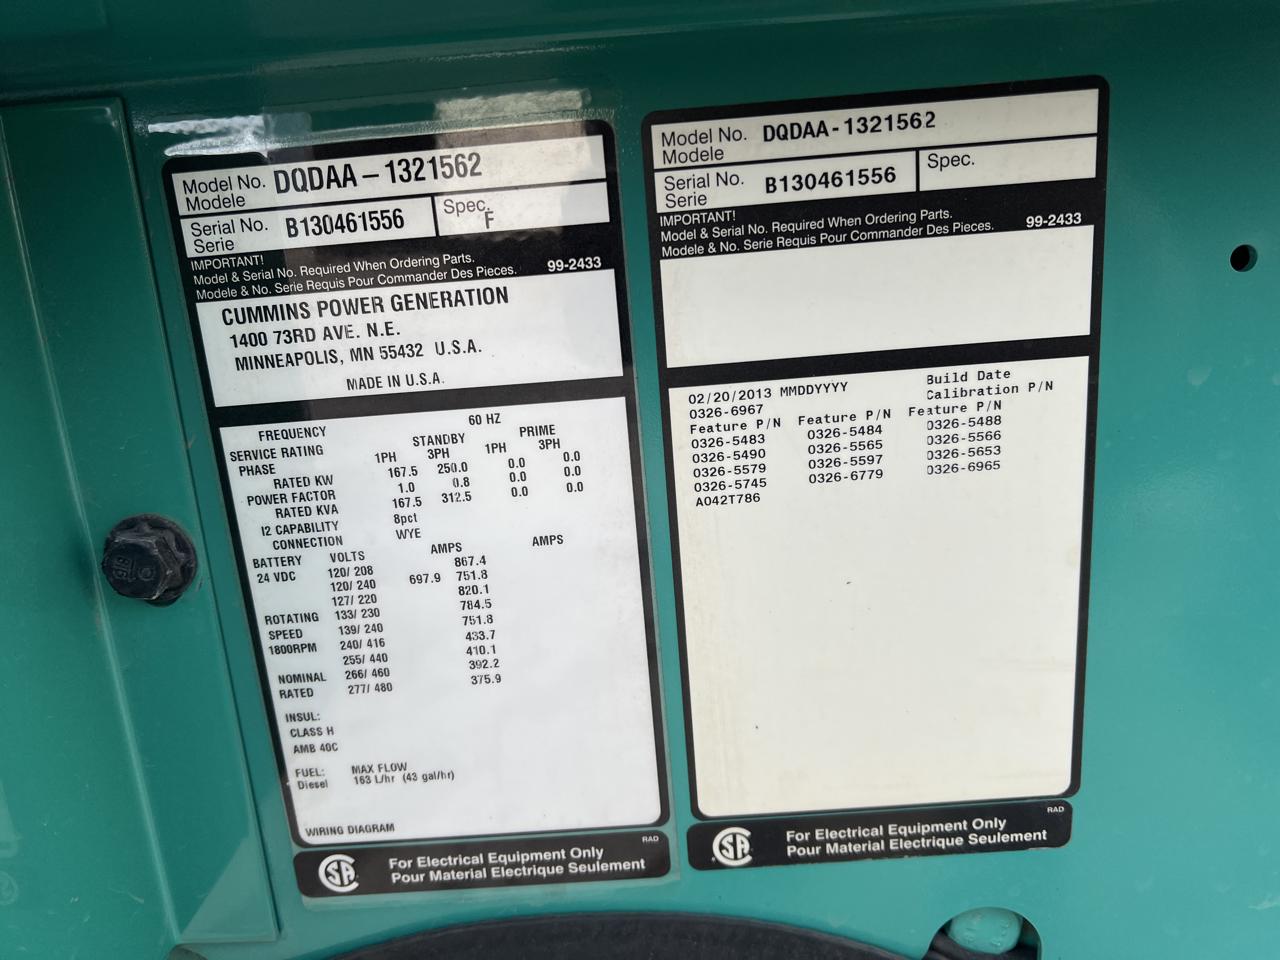 Model No. DQDAA-1321562
Modele
Serial No. B130461556 Spec. F
Serie
IMPORTANT!
Model & Serial No. Required When Ordering Parts.
Modele & No. Serie Requis Pour Commander Des Pieces. 99-2433
CUMMINS POWER GENERATION
1400 73RD AVE. N.E.
MINNEAPOLIS, MN 55432 U.S.A.
MADE IN U.S.A.
FREQUENCY 60 HZ
SERVICE RATING STANDBY PRIME
PHASE 1PH 3PH 1PH 3PH
RATED KW 167.5 250.0 0.0 0.0
POWER FACTOR 1.0 0.8 0.0 0.0
RATED KVA 167.5 312.5 0.0 0.0
I2 CAPABILITY 8pct
CONNECTION WYE
BATTERY VOLTS AMPS AMPS
24 VDC 120/ 208 867.4
120/ 240 697.9 751.8
127/ 220 820.1
ROTATING 133/ 230 784.5
SPEED 139/ 240 751.8
1800RPM 240/ 416 433.7
255/ 440 410.1
NOMINAL 266/ 460 392.2
RATED 277/ 480 375.9
INSUL:
CLASS H
AMB 40C
FUEL: MAX FLOW
Diesel 163 L/hr (43 gal/hr)
WIRING DIAGRAM
RAD
SA
For Electrical Equipment Only
Pour Material Electrique Seulement
Model No. DQDAA-1321562
Modele
Serial No. B130461556 Spec.
Serie
IMPORTANT!
Model & Serial No. Required When Ordering Parts.
Modele & No. Serie Requis Pour Commander Des Pieces. 99-2433
02/20/2013 MMDDYYYY Build Date
0326-6967 Calibration P/N
Feature P/N Feature P/N Feature P/N
0326-5483 0326-5484 0326-5488
0326-5490 0326-5565 0326-5566
0326-5579 0326-5597 0326-5653
0326-5745 0326-6779 0326-6965
A042T786
RAD
SA
For Electrical Equipment Only
Pour Material Electrique Seulement